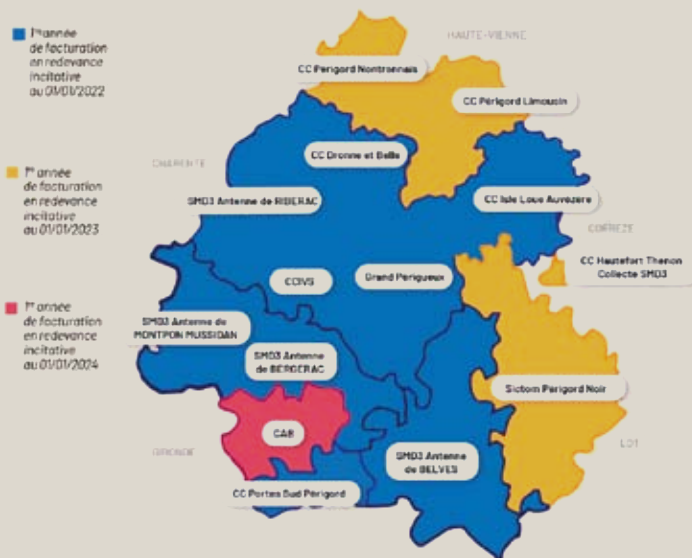 1re année
de facturation
en redevance
incitative
au 01/01/2022
1re année
de facturation
en redevance
incitative
au 01/01/2023
1re année
de facturation
en redevance
incitative
au 01/01/2024
HAUTE-VIENNE
CC Périgord Nontronnais
CC Périgord Limousin
CC Dronne et Belle
CHARENTE
SMD3 Antenne de RIBERAC
CC Isle Loue Auvézère
CORRÈZE
CC Hautefort Thenon
Collecte SMD3
CCIVS
Grand Périgueux
SMD3 Antenne de
MONTPON MUSSIDAN
SMD3 Antenne
de BERGERAC
Sictom Périgord Noir
CAB
GIRONDE
LOT
SMD3 Antenne
de BELVES
CC Portes Sud Périgord